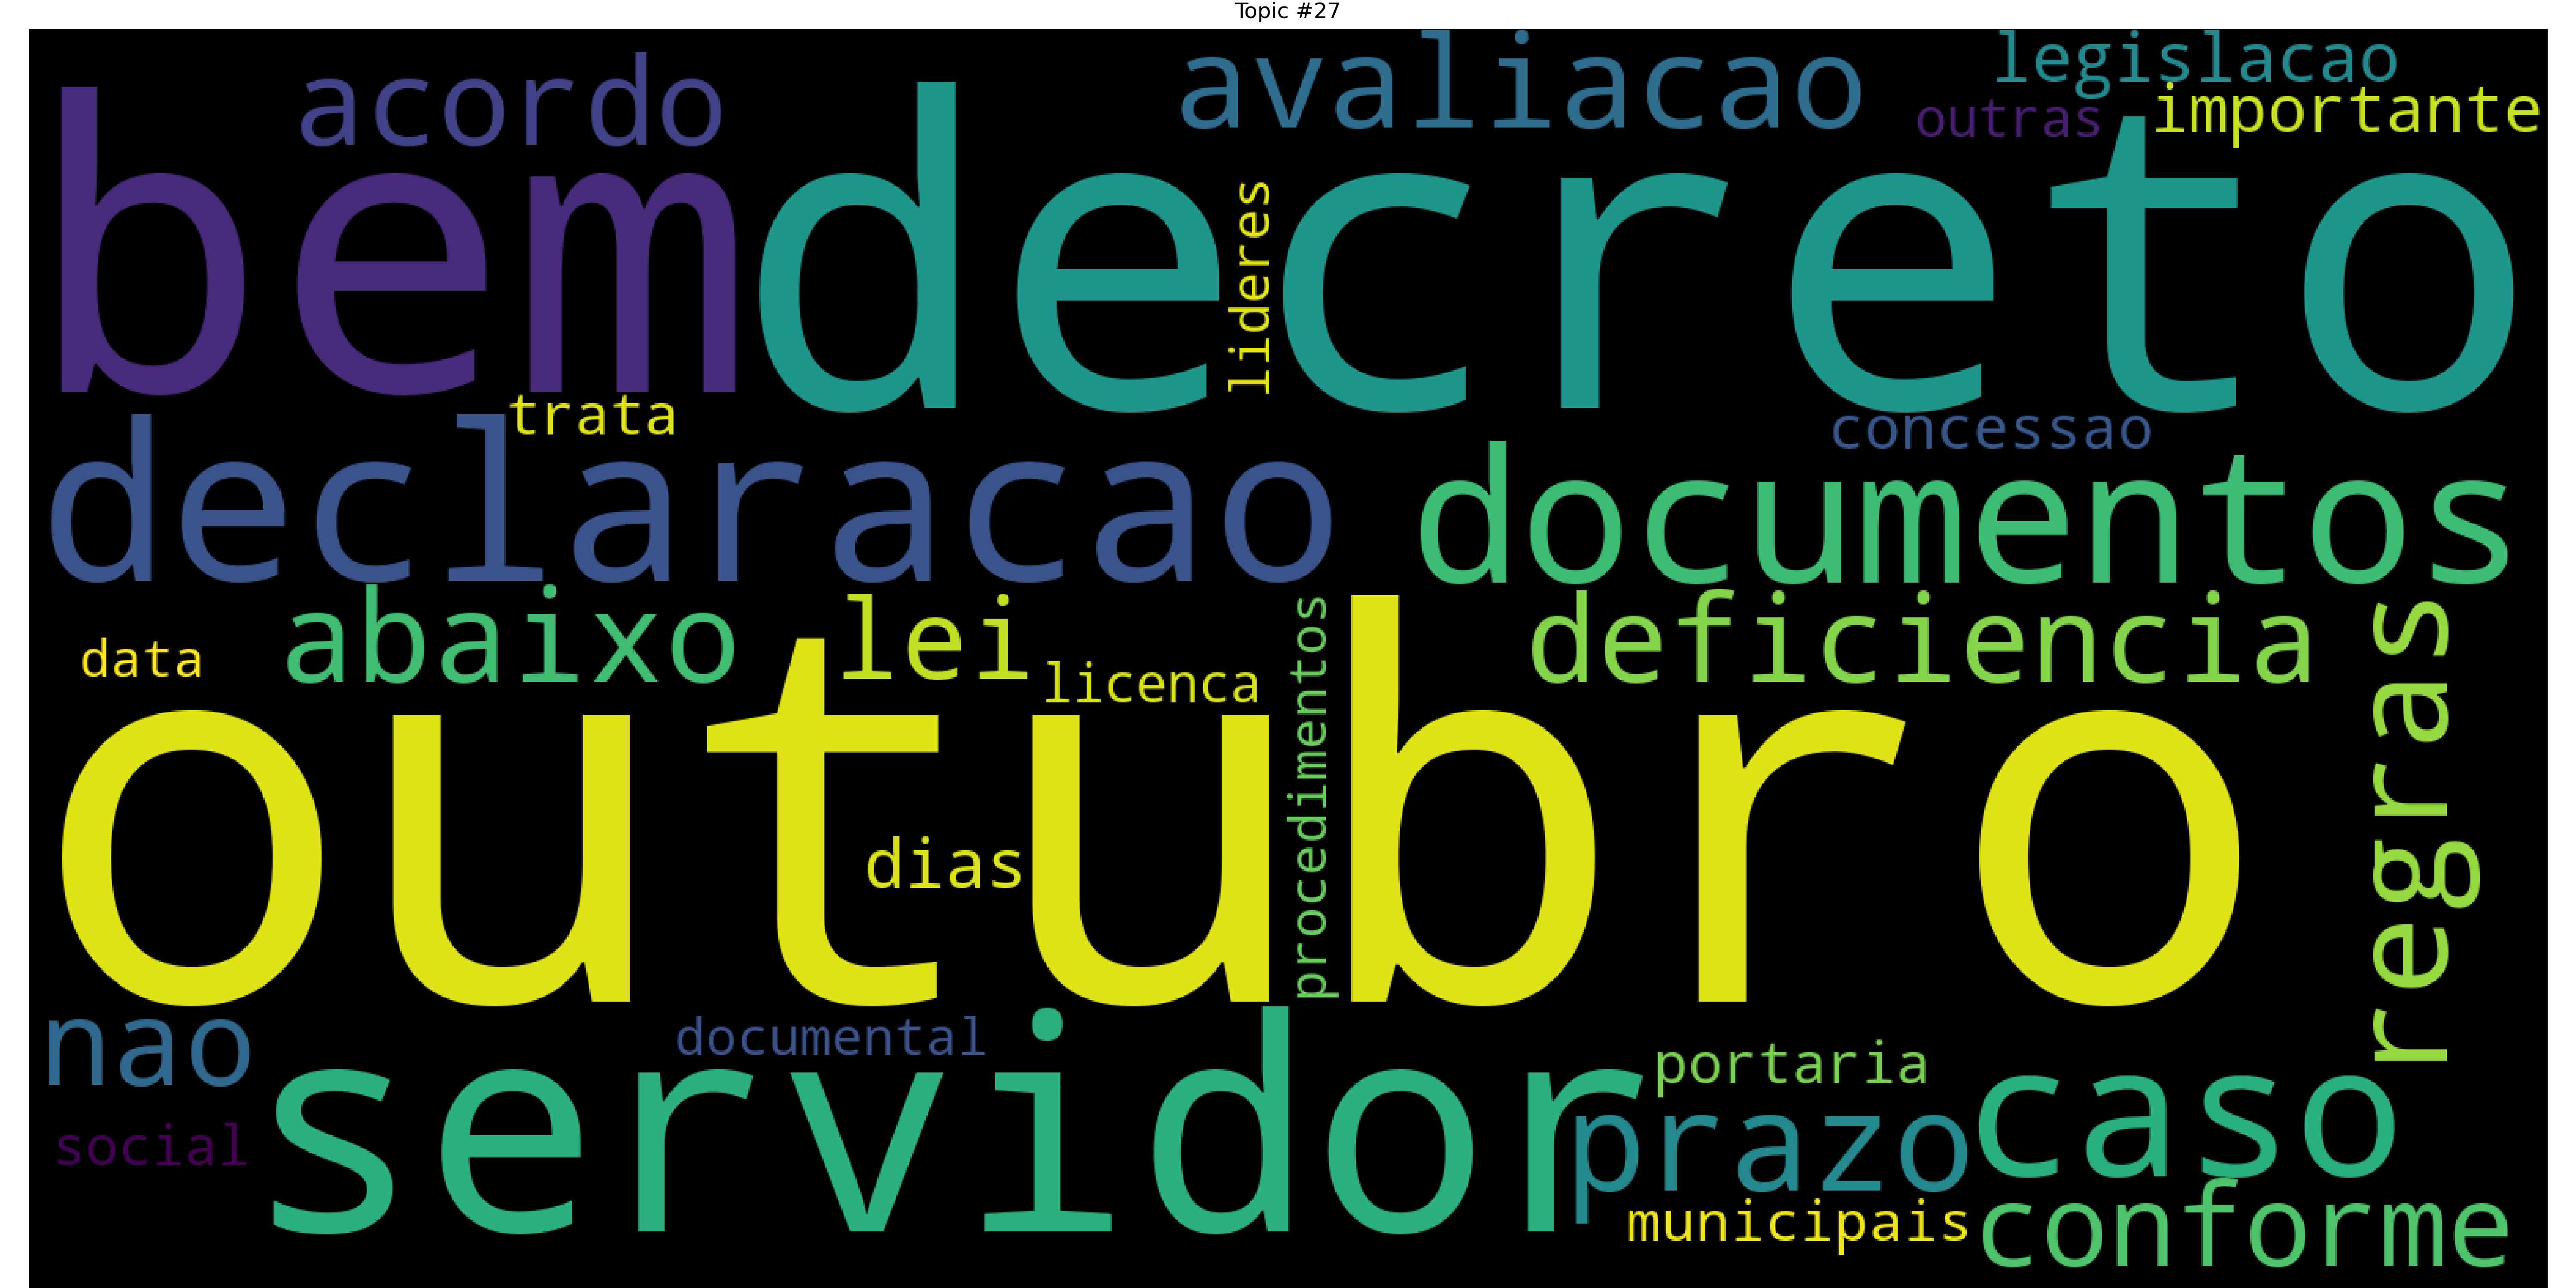 Topic #27
acordo
avaliacao
legislacao
outras
importante
bem
decreto
lideres
trata
concessao
declaracao
documentos
data
abaixo
lei
licenca
procedimentos
deficiencia
regras
outubro
dias
nao
documental
social
servidor
portaria
prazo
caso
municipais
conforme